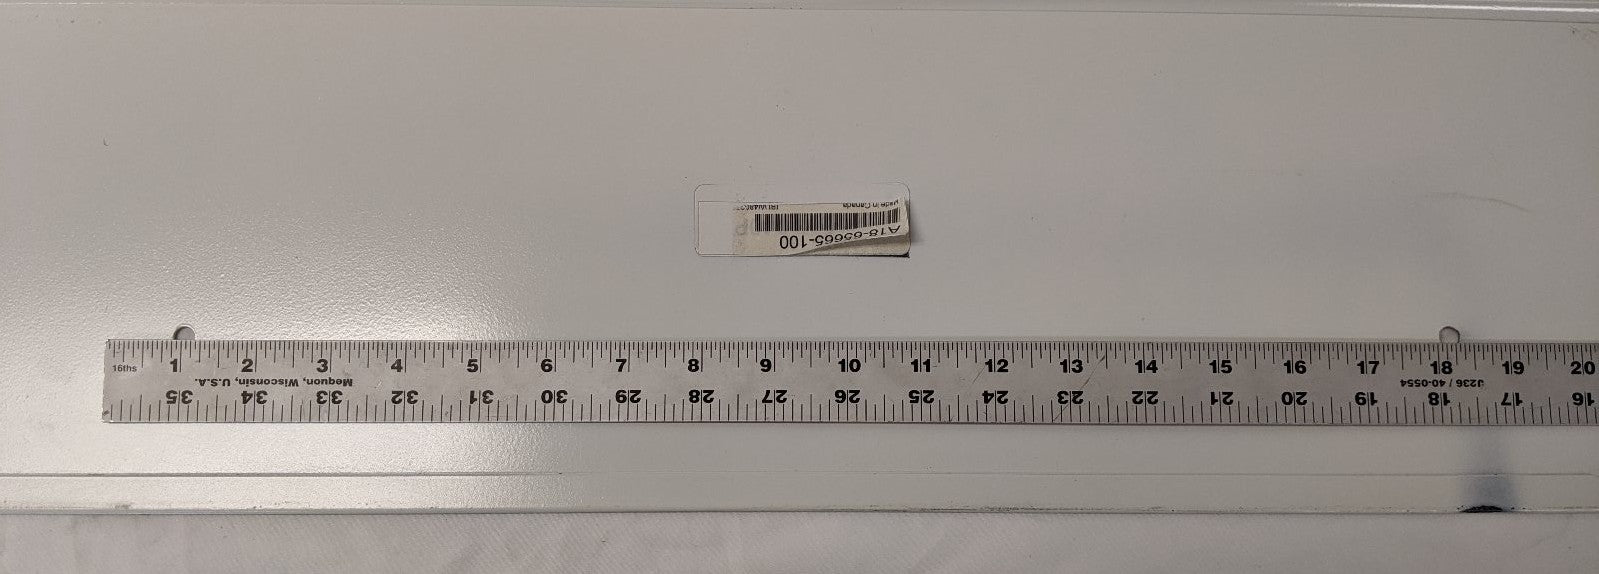 Made in Canada
A18-65665-100
16ths 1 2 3 4 5 6 7 8 9 10 11 12 13 14 15 16 17 18 19 20
J236 / 40-0554
Mequon, Wisconsin, U.S.A.
35 34 33 32 31 30 29 28 27 26 25 24 23 22 21 20 19 18 17 16